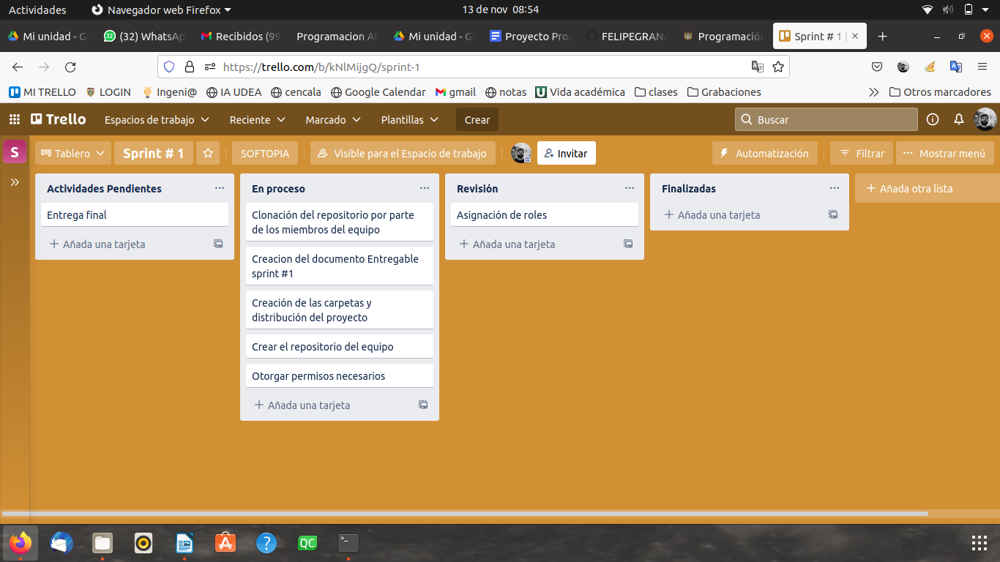 Actividades
Navegador web Firefox
13 de nov 08:54
Mi unidad - Go
(32) WhatsAp
Recibidos (99
Programacion Al
Mi unidad - Go
Proyecto Pro
FELIPEGRANA
Programación
Sprint # 1 |
https://trello.com/b/kNlMijgQ/sprint-1
MI TRELLO
LOGIN
Ingeni@
IA UDEA
cencala
Google Calendar
gmail
notas
Vida académica
clases
Grabaciones
Otros marcadores
Trello
Espacios de trabajo
Reciente
Marcado
Plantillas
Crear
Buscar
S
Tablero
Sprint # 1
SOFTOPIA
Visible para el Espacio de trabajo
Invitar
Automatización
Filtrar
Mostrar menú
Actividades Pendientes
Entrega final
Añada una tarjeta
En proceso
Clonación del repositorio por parte
de los miembros del equipo
Creacion del documento Entregable
sprint #1
Creación de las carpetas y
distribución del proyecto
Crear el repositorio del equipo
Otorgar permisos necesarios
Añada una tarjeta
Revisión
Asignación de roles
Añada una tarjeta
Finalizadas
Añada una tarjeta
Añada otra lista
QC